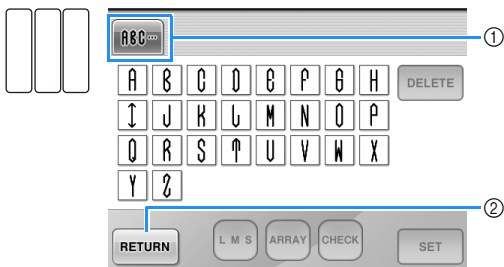 ABC… ①
A B C D E F G H DELETE
I J K L M N O P
Q R S T U V W X
Y Z
②
RETURN L M S ARRAY CHECK SET